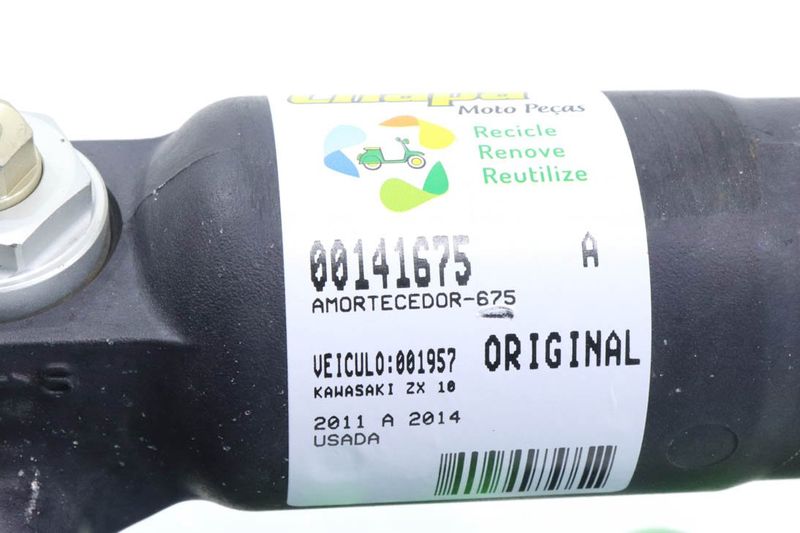 Moto Peças
Recicle
Renove
Reutilize
00141675 A
AMORTECEDOR-675
VEICULO:001957 ORIGINAL
KAWASAKI ZX 10
2011 A 2014
USADA